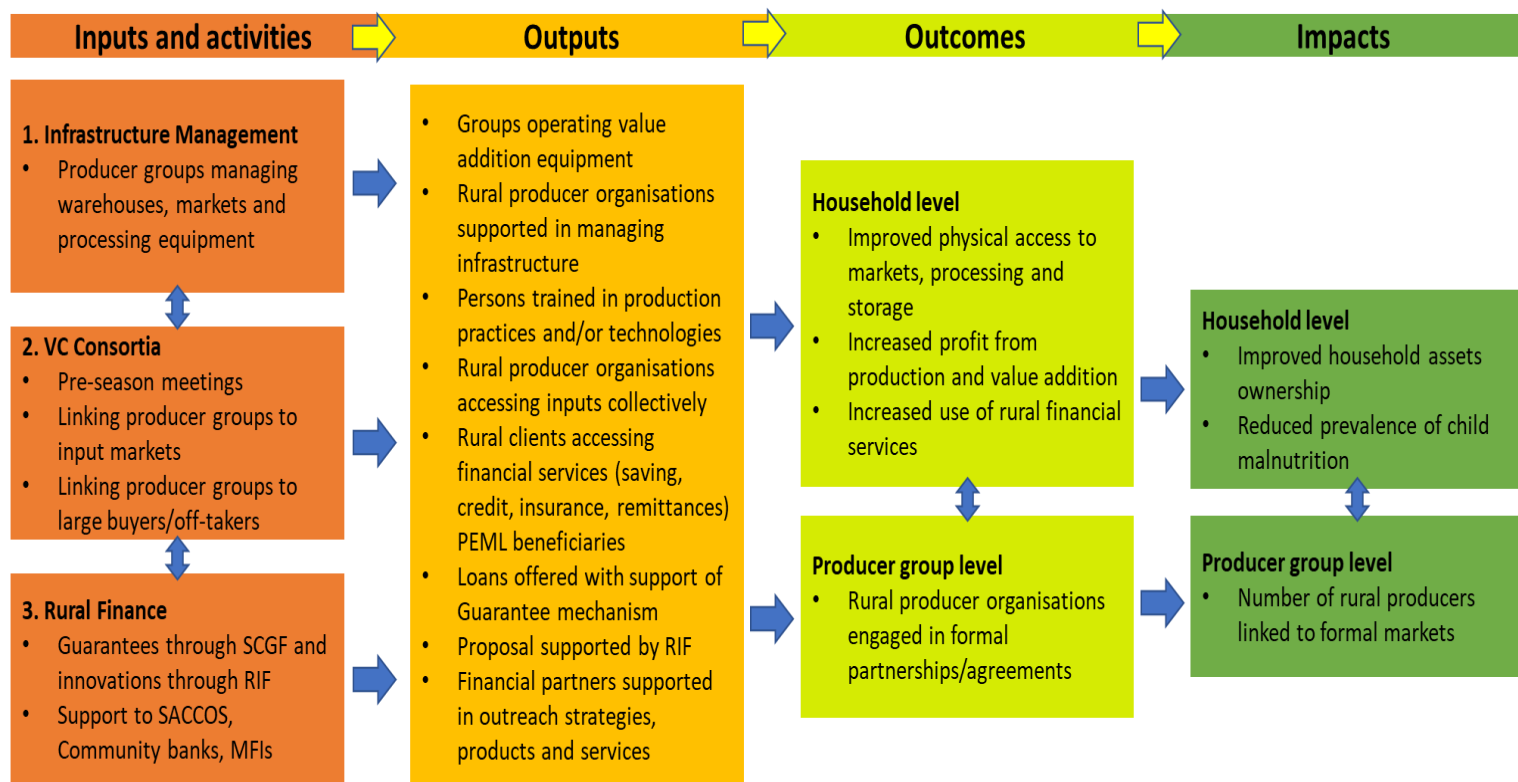 Inputs and activities
Outputs
Outcomes
Impacts
1. Infrastructure Management
• Producer groups managing
warehouses, markets and
processing equipment
2. VC Consortia
• Pre-season meetings
• Linking producer groups to
input markets
• Linking producer groups to
large buyers/off-takers
3. Rural Finance
• Guarantees through SCGF and
innovations through RIF
• Support to SACCOS,
Community banks, MFIs
• Groups operating value
addition equipment
• Rural producer organisations
supported in managing
infrastructure
• Persons trained in production
practices and/or technologies
• Rural producer organisations
accessing inputs collectively
• Rural clients accessing
financial services (saving,
credit, insurance, remittances)
PEML beneficiaries
• Loans offered with support of
Guarantee mechanism
• Proposal supported by RIF
• Financial partners supported
in outreach strategies,
products and services
Household level
• Improved physical access to
markets, processing and
storage
• Increased profit from
production and value addition
• Increased use of rural financial
services
Producer group level
• Rural producer organisations
engaged in formal
partnerships/agreements
Household level
• Improved household assets
ownership
• Reduced prevalence of child
malnutrition
Producer group level
• Number of rural producers
linked to formal markets